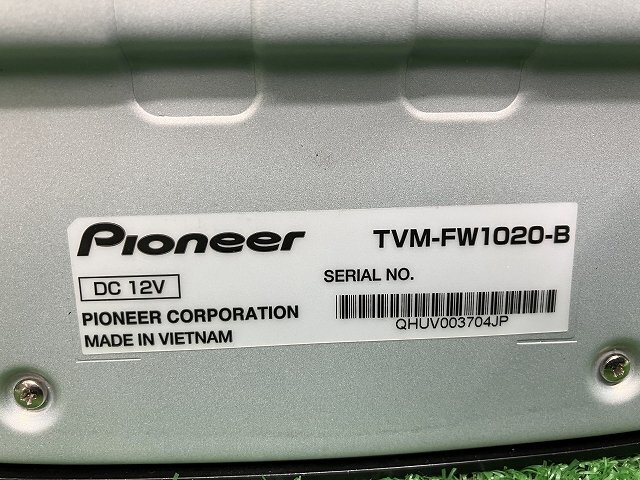 Pioneer TVM-FW1020-B
DC 12V
SERIAL NO.
PIONEER CORPORATION
MADE IN VIETNAM
QHUV003704JP